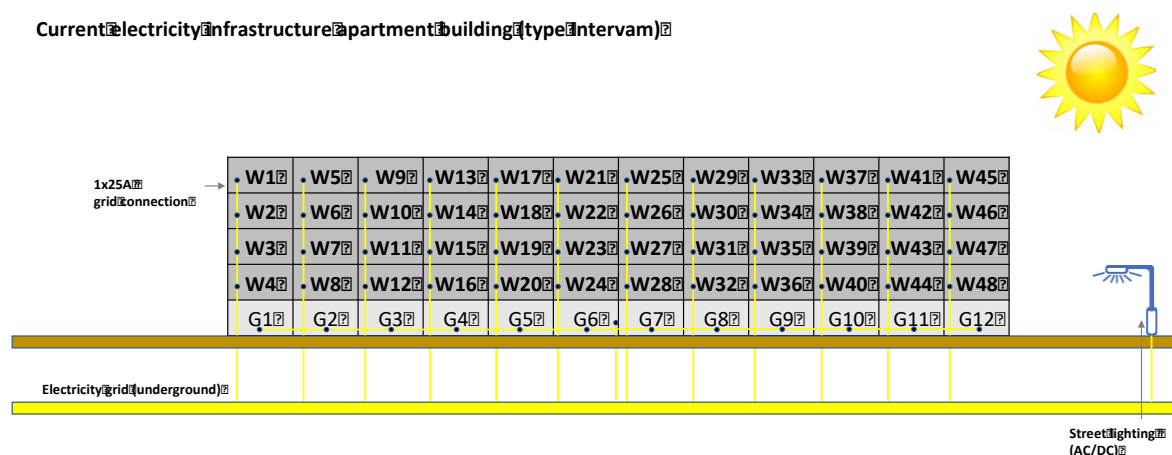 Current electricity infrastructure apartment building (type Intervam)
1x25A
grid connection
W1 W5 W9 W13 W17 W21 W25 W29 W33 W37 W41 W45
W2 W6 W10 W14 W18 W22 W26 W30 W34 W38 W42 W46
W3 W7 W11 W15 W19 W23 W27 W31 W35 W39 W43 W47
W4 W8 W12 W16 W20 W24 W28 W32 W36 W40 W44 W48
G1 G2 G3 G4 G5 G6 G7 G8 G9 G10 G11 G12
Electricity grid (underground)
Street lighting
(AC/DC)